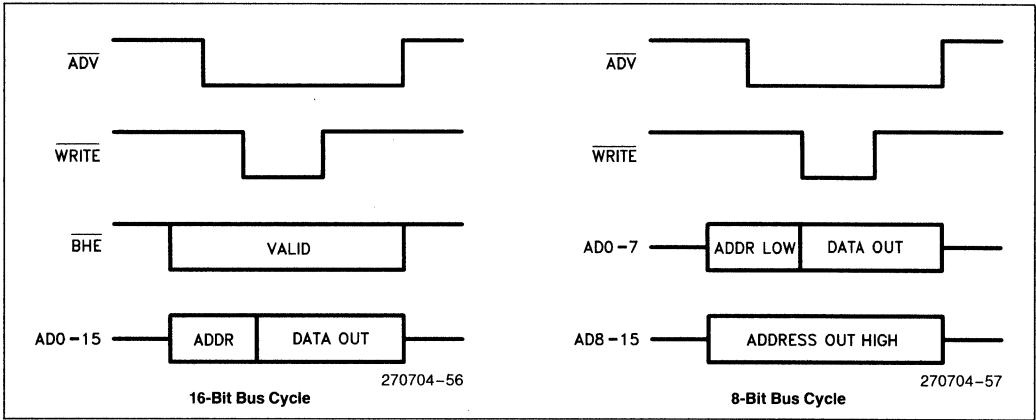 ADV
WRITE
BHE
VALID
AD0-15
ADDR
DATA OUT
270704-56
16-Bit Bus Cycle
ADV
WRITE
AD0-7
ADDR LOW
DATA OUT
AD8-15
ADDRESS OUT HIGH
270704-57
8-Bit Bus Cycle